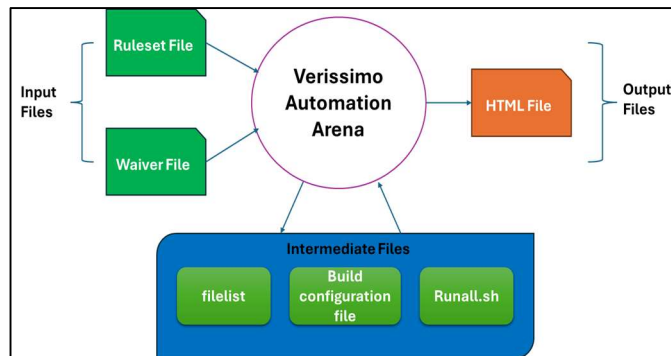 Ruleset File
Input
Files
Waiver File
Verissimo
Automation
Arena
HTML File
Output
Files
Intermediate Files
filelist
Build
configuration
file
Runall.sh